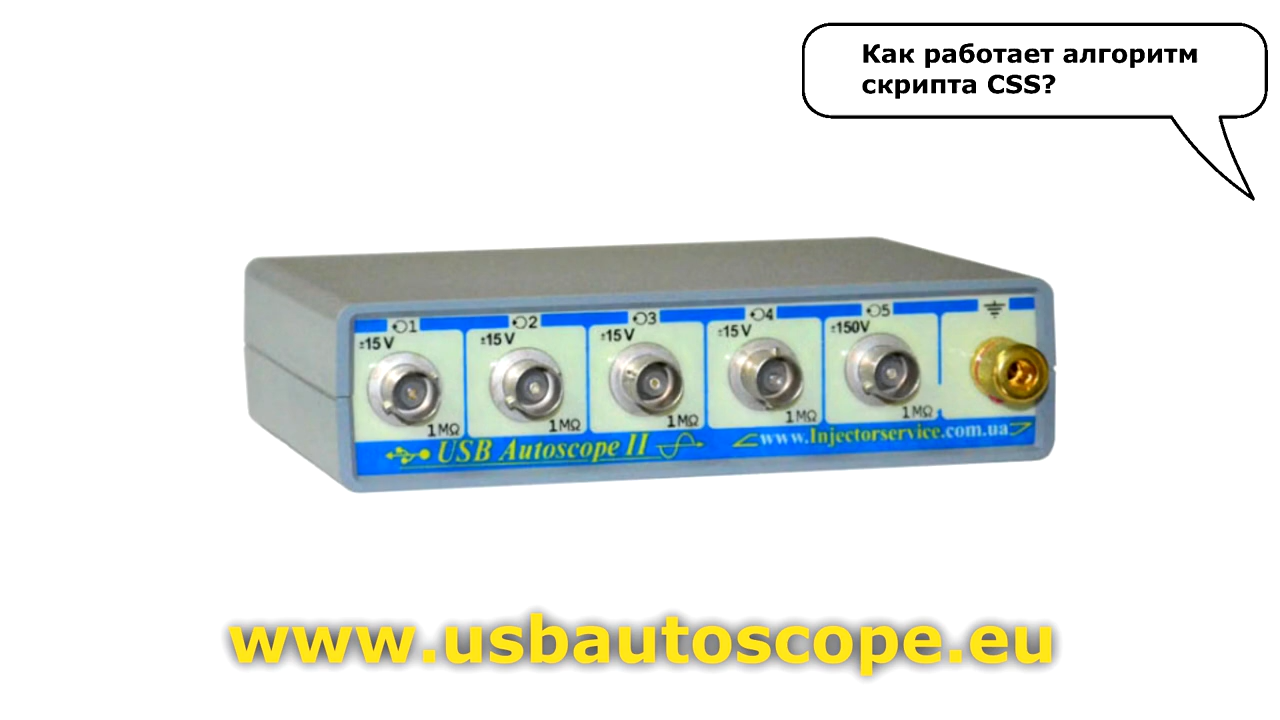 Как работает алгоритм
скрипта CSS?
1
2
3
4
5
±15 V
±15 V
±15 V
±15 V
±150V
1MΩ
1MΩ
1MΩ
1MΩ
1MΩ
USB Autoscope II
www.Injectorservice.com.ua
www.usbautoscope.eu